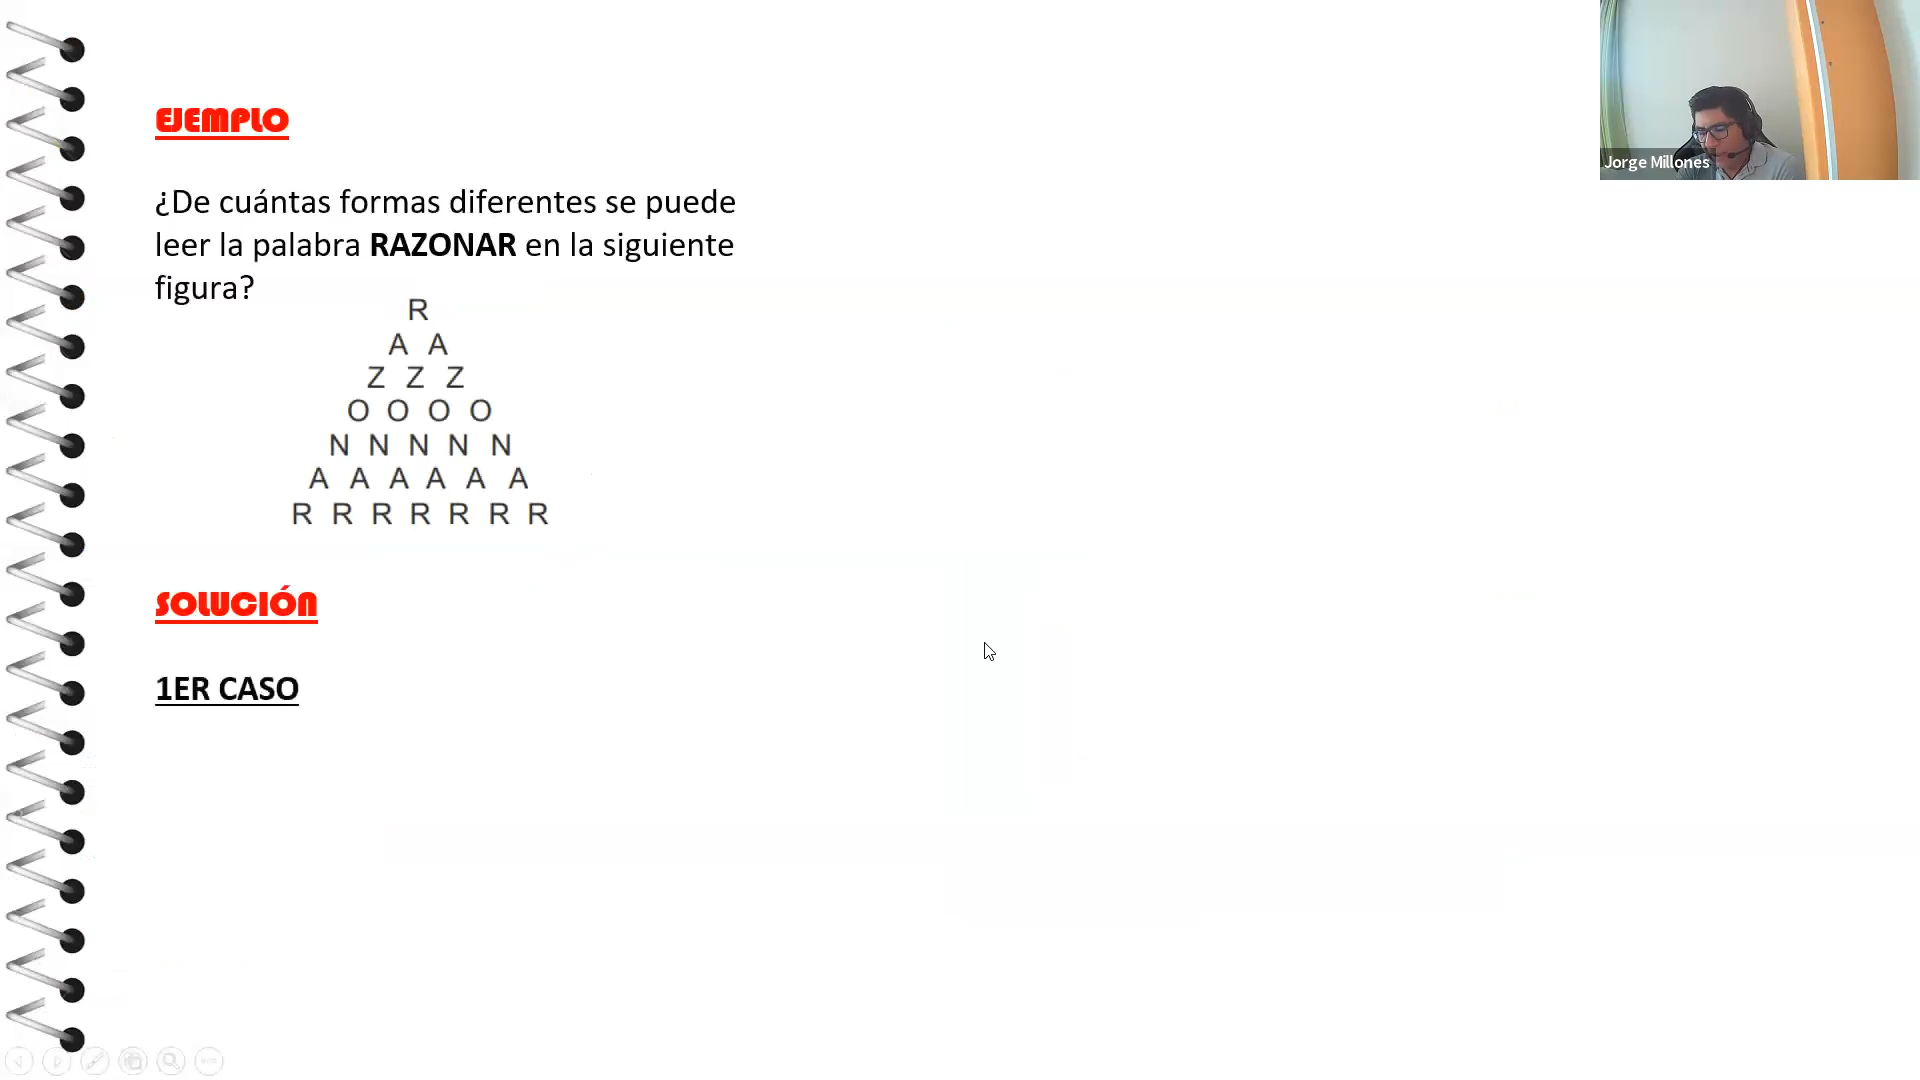 EJEMPLO
¿De cuántas formas diferentes se puede
leer la palabra RAZONAR en la siguiente
figura?
R
A A
Z Z Z
O O O O
N N N N N
A A A A A A
R R R R R R R
SOLUCIÓN
1ER CASO
Jorge Millones